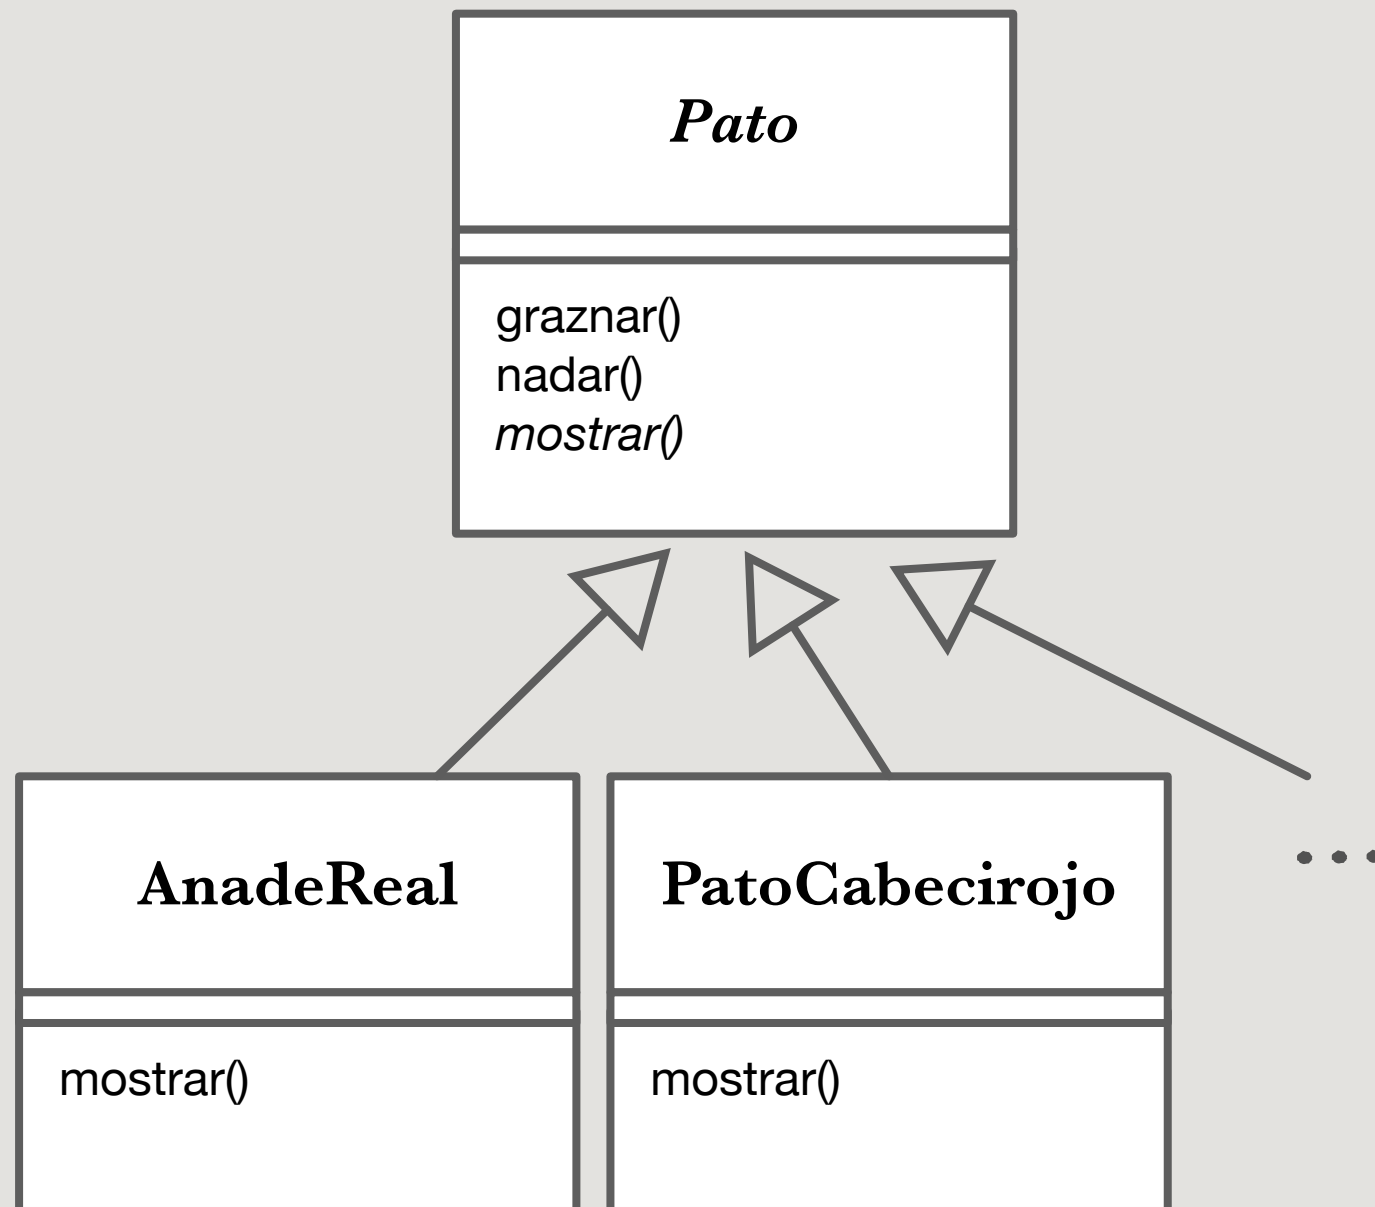 Pato
graznar()
nadar()
mostrar()
AnadeReal
PatoCabecirojo
mostrar()
mostrar()